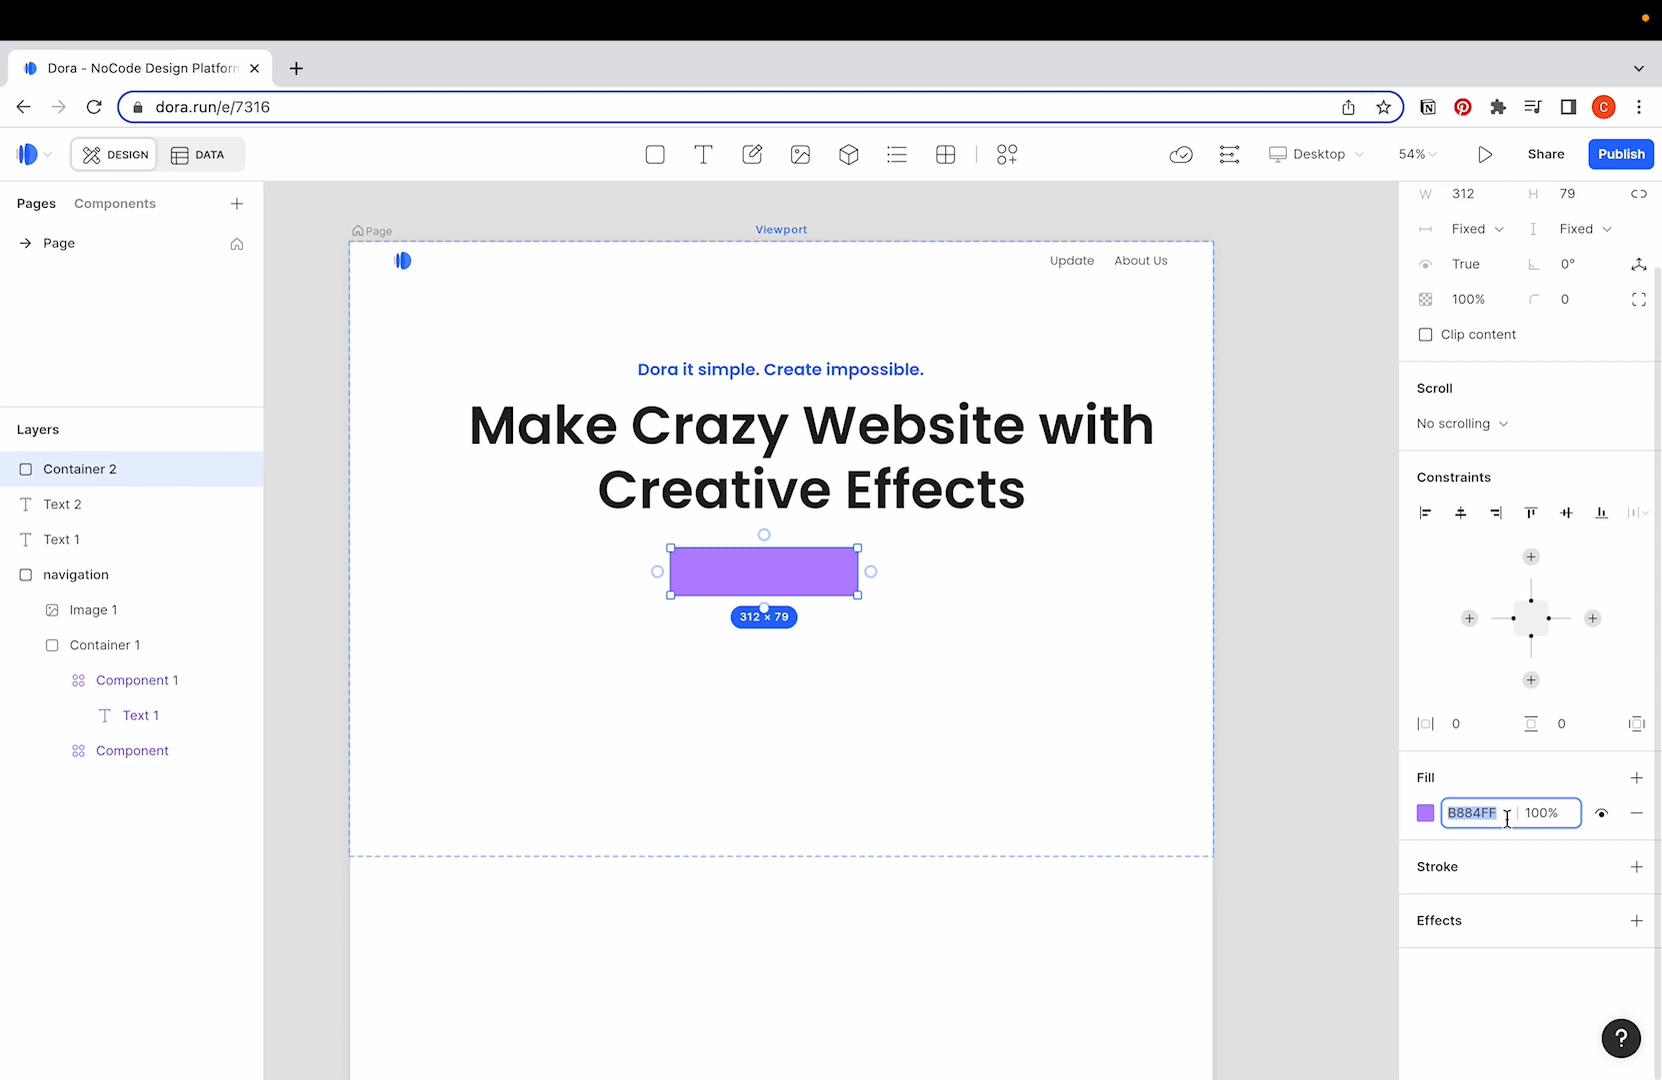 Dora - NoCode Design Platform
dora.run/e/7316
C
DESIGN
DATA
Desktop
54%
Share
Publish
Pages
Components
Page
Layers
Container 2
Text 2
Text 1
navigation
Image 1
Container 1
Component 1
Text 1
Component
Page
Viewport
Update
About Us
Dora it simple. Create impossible.
Make Crazy Website with
Creative Effects
312 × 79
W 312 H 79
Fixed Fixed
True 0°
100% 0
Clip content
Scroll
No scrolling
Constraints
0 0
Fill
B884FF 100%
Stroke
Effects
?